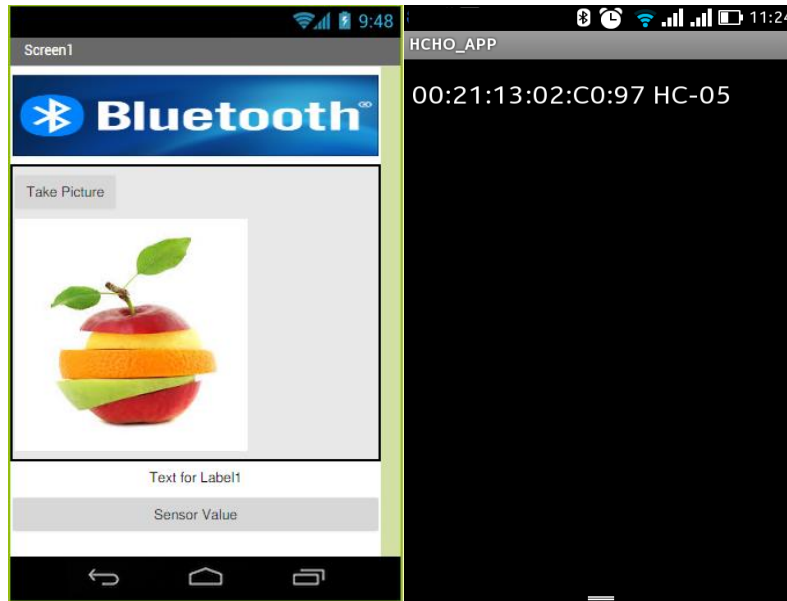 9:48
Screen1
Bluetooth
Take Picture
Text for Label1
Sensor Value
11:24
HCHO_APP
00:21:13:02:C0:97 HC-05